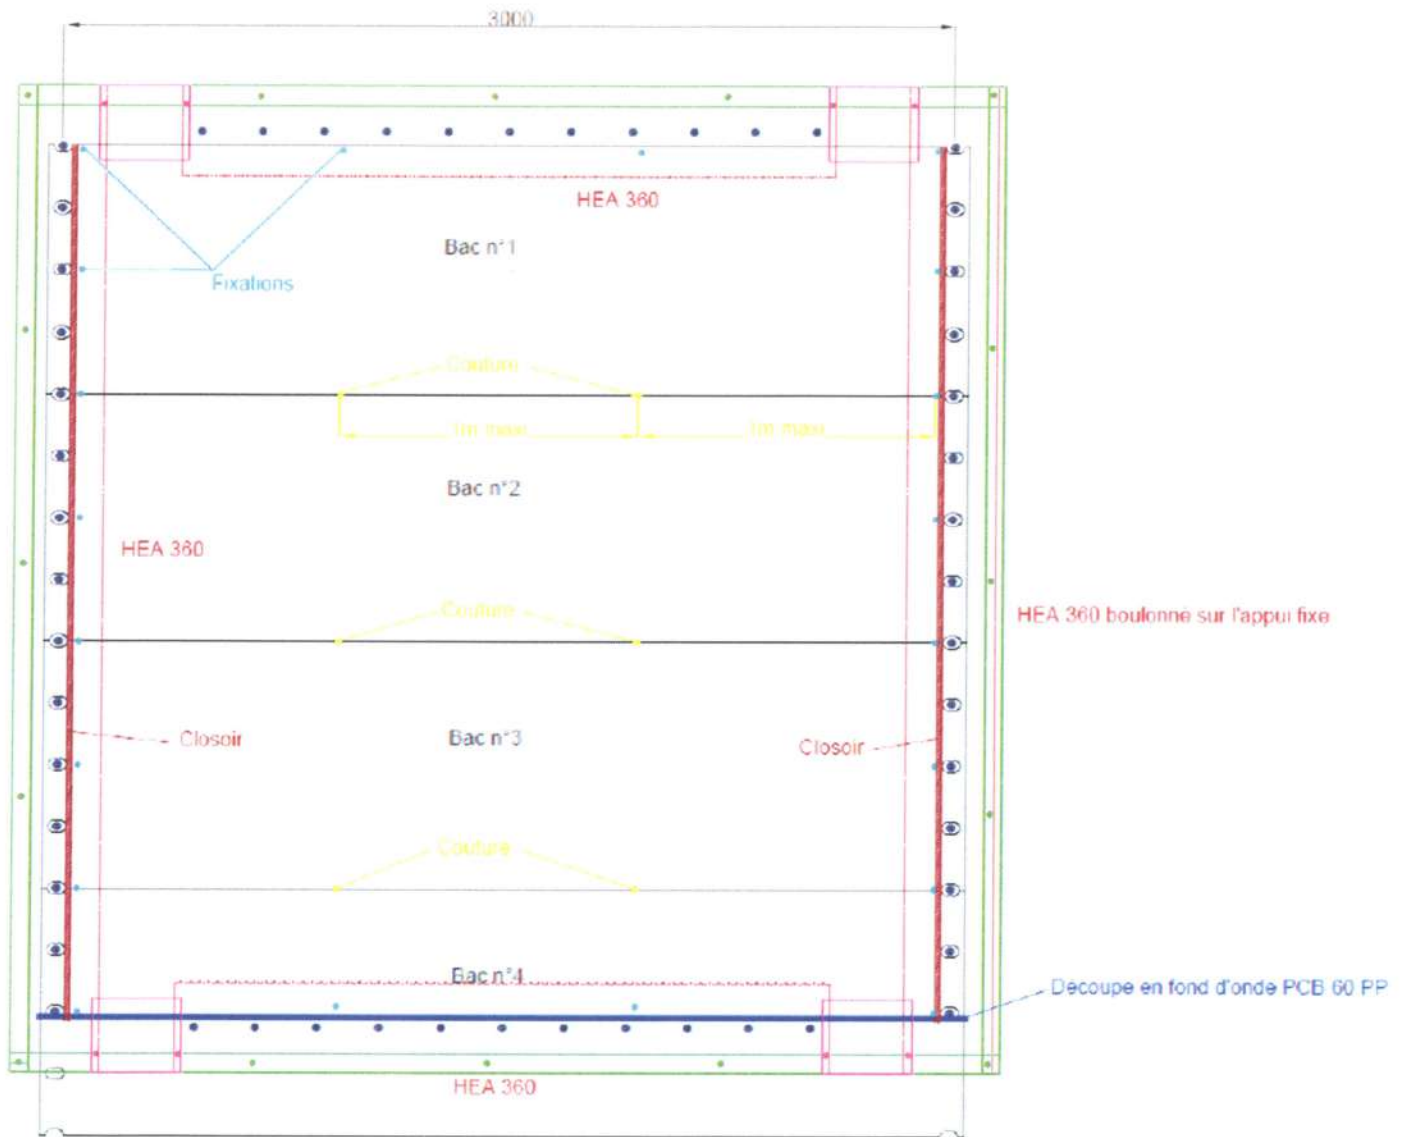 3000
HEA 360
Bac n°1
Fixations
Couture
1m maxi
1m maxi
Bac n°2
HEA 360
Couture
HEA 360 boulonné sur l'appui fixe
Closoir
Bac n°3
Closoir
Couture
Bac n°4
Découpe en fond d'onde PCB 60 PP
HEA 360